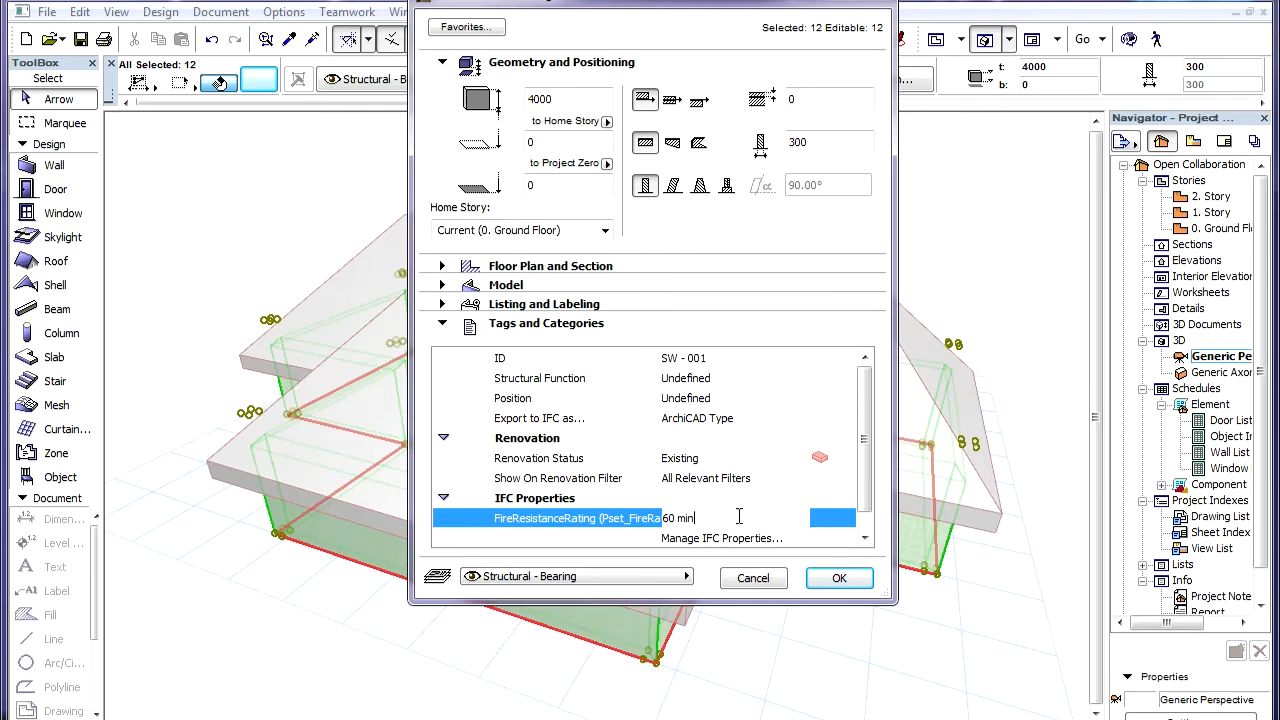 File
Edit
View
Design
Document
Options
Teamwork
Go
ToolBox
Select
Arrow
Marquee
Design
Wall
Door
Window
Skylight
Roof
Shell
Beam
Column
Slab
Stair
Mesh
Curtain...
Zone
Object
Document
Dimen...
Level ...
Text
Label
Fill
Line
Arc/Ci...
Polyline
Drawing
All Selected: 12
Structural - B
t: 4000
b: 0
300
300
Favorites...
Selected: 12 Editable: 12
Geometry and Positioning
4000
to Home Story
0
to Project Zero
0
Home Story:
Current (0. Ground Floor)
0
300
α
90.00°
Floor Plan and Section
Model
Listing and Labeling
Tags and Categories
ID SW - 001
Structural Function Undefined
Position Undefined
Export to IFC as... ArchiCAD Type
Renovation
Renovation Status Existing
Show On Renovation Filter All Relevant Filters
IFC Properties
FireResistanceRating (Pset_FireRa 60 min
Manage IFC Properties...
Structural - Bearing
Cancel
OK
Navigator - Project ...
Open Collaboration
Stories
2. Story
1. Story
0. Ground Fl
Sections
Elevations
Interior Elevation
Worksheets
Details
3D Documents
3D
Generic Pe
Generic Axor
Schedules
Element
Door List
Object I
Wall List
Window
Component
Project Indexes
Drawing List
Sheet Index
View List
Lists
Info
Project Note
Report
Properties
Generic Perspective